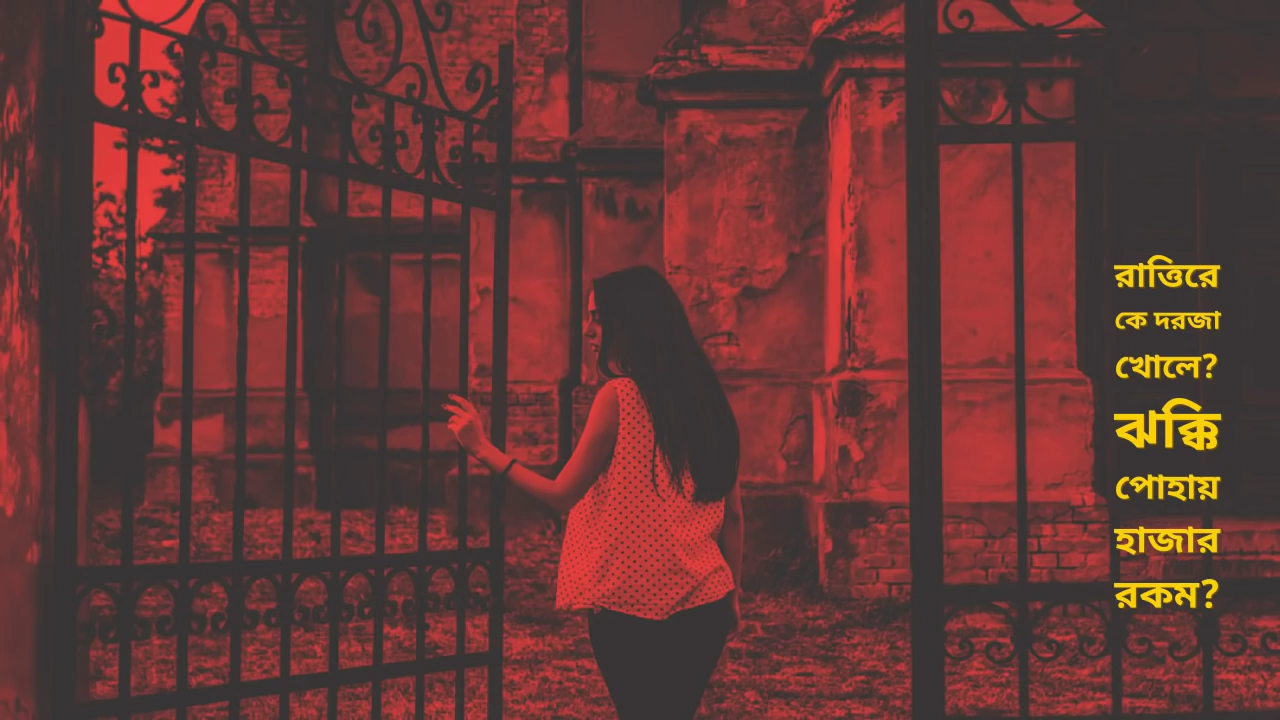 রাত্তিরে
কে দরজা
খোলে?
ঝক্কি
পোহায়
হাজার
রকম?